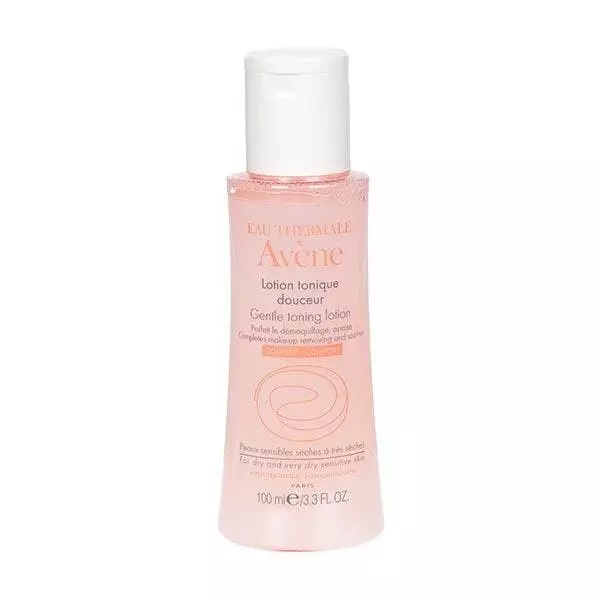 EAU THERMALE
Avène
Lotion tonique
douceur
Gentle toning lotion
Parfait le démaquillage, apaise
Completes make-up removing and soothes
Peaux sensibles sèches à très sèches
For dry and very dry sensitive skin
PARIS
100 ml e/3.3 FL.OZ.